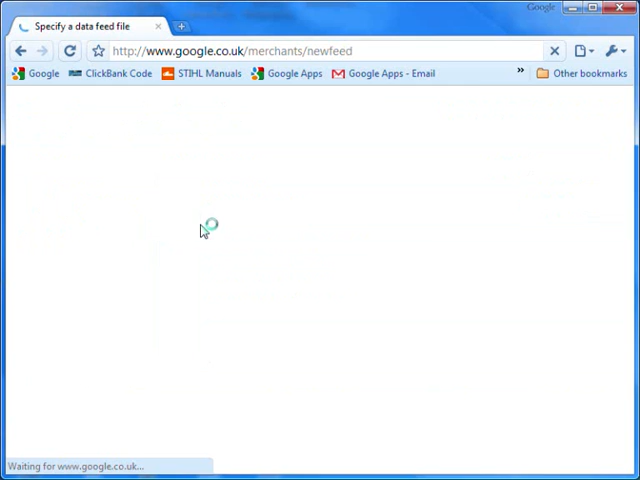 Google
Specify a data feed file
http://www.google.co.uk/merchants/newfeed
Google ClickBank Code STIHL Manuals Google Apps Google Apps - Email » Other bookmarks
Waiting for www.google.co.uk...